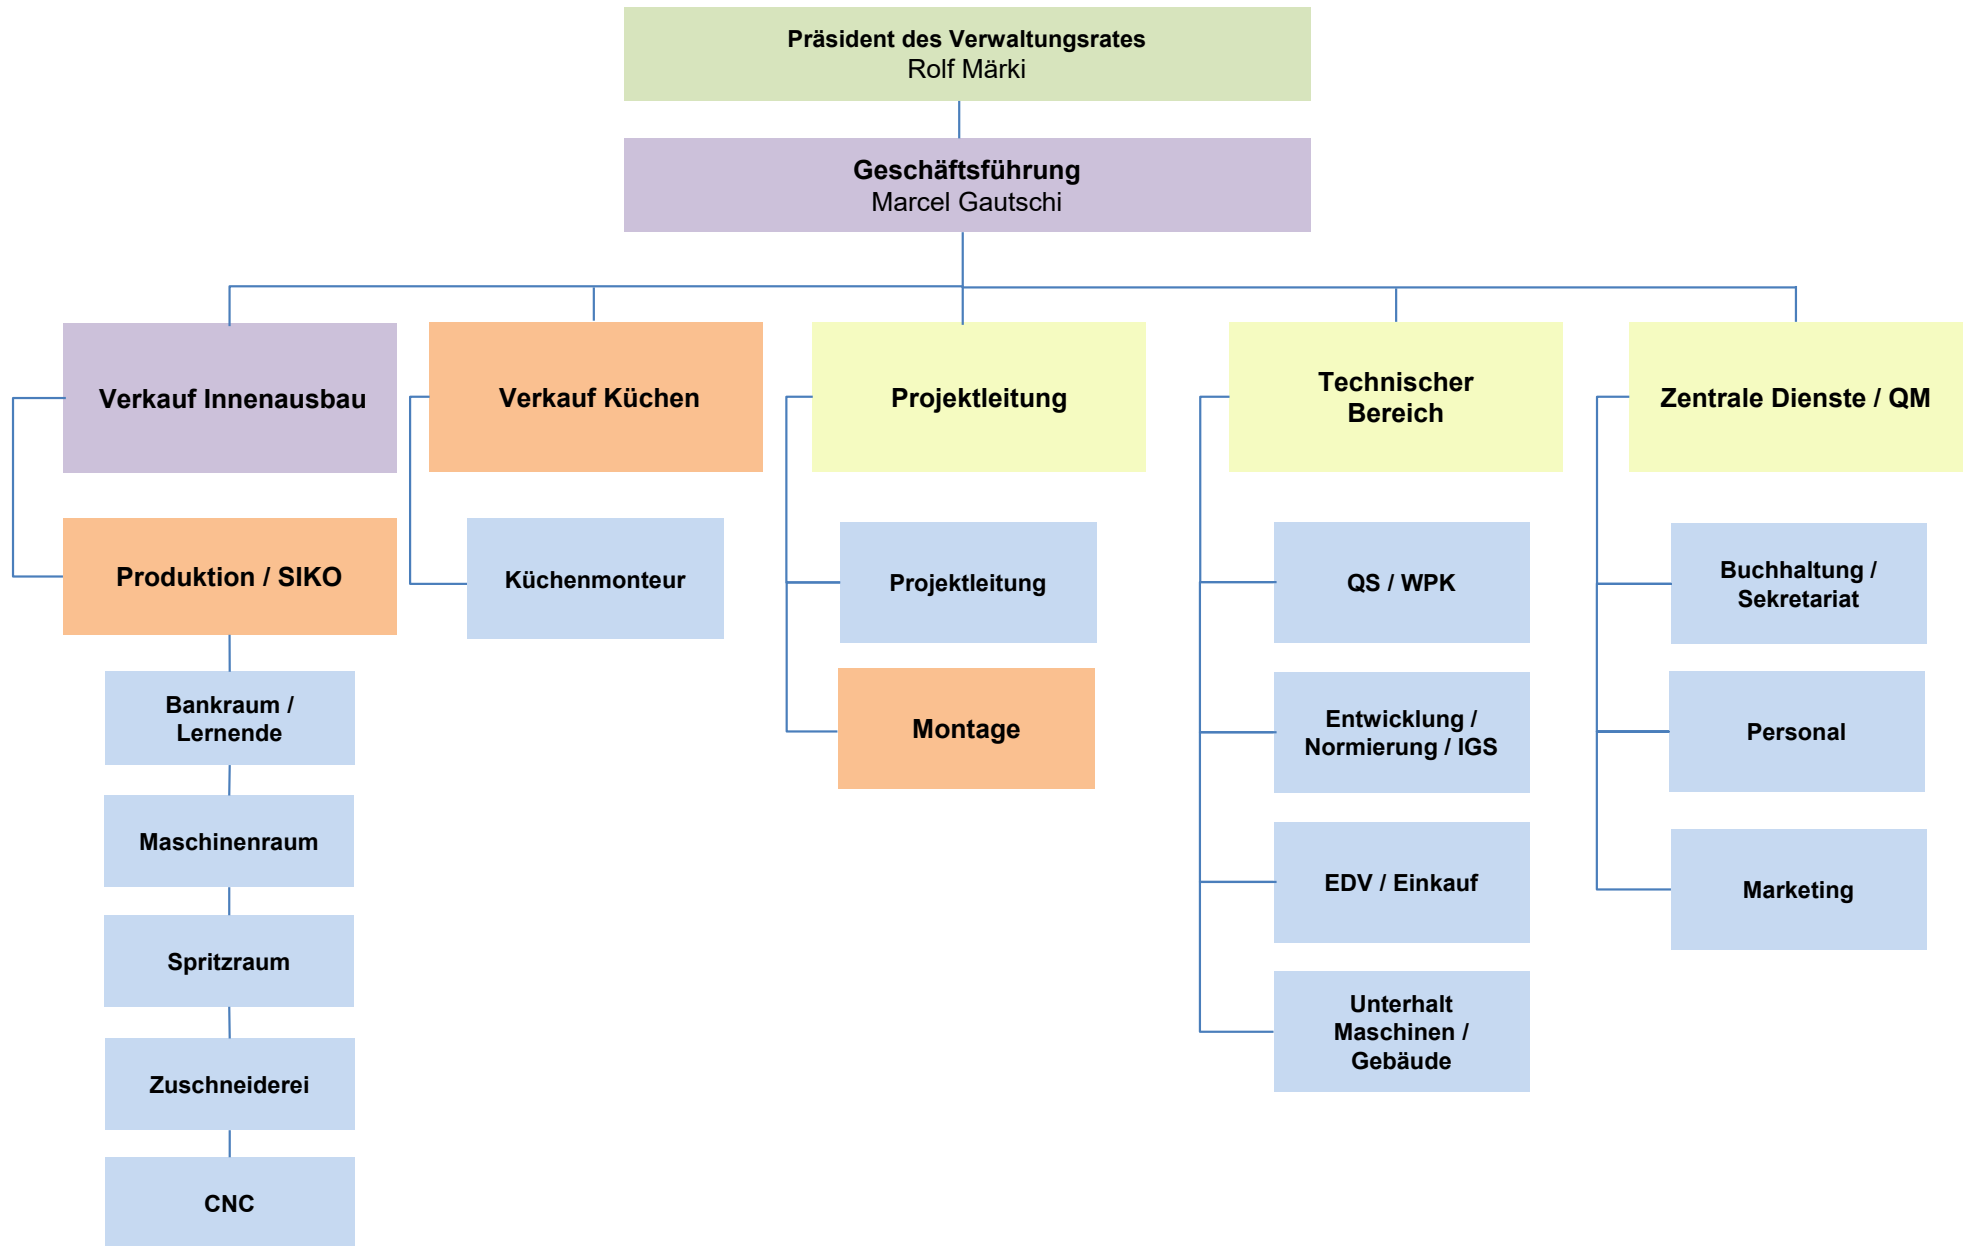 Präsident des Verwaltungsrates
Rolf Märki
Geschäftsführung
Marcel Gautschi
Verkauf Innenausbau
Verkauf Küchen
Projektleitung
Technischer
Bereich
Zentrale Dienste / QM
Produktion / SIKO
Küchenmonteur
Projektleitung
QS / WPK
Buchhaltung /
Sekretariat
Bankraum /
Lernende
Montage
Entwicklung /
Normierung / IGS
Personal
Maschinenraum
EDV / Einkauf
Marketing
Spritzraum
Unterhalt
Maschinen /
Gebäude
Zuschneiderei
CNC